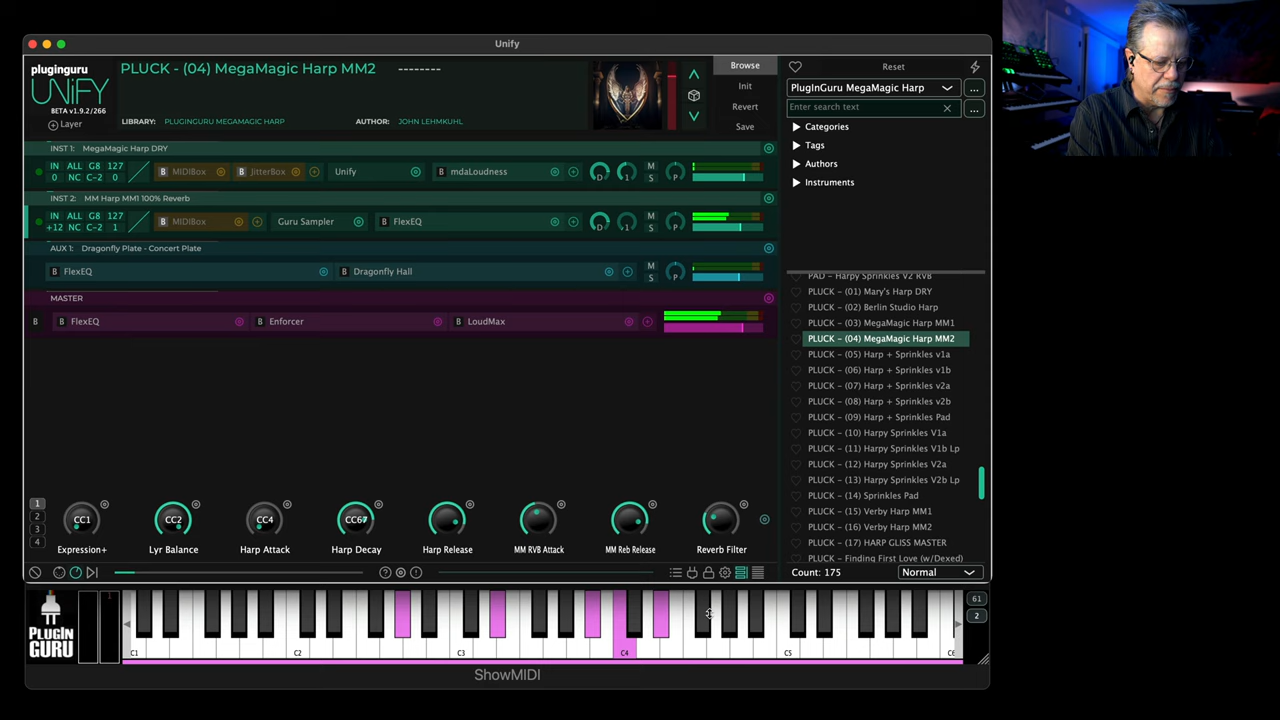 Unify
pluginguru
UNIFY
BETA v1.9.2/266
Layer
PLUCK - (04) MegaMagic Harp MM2
--------
LIBRARY: PLUGINGURU MEGAMAGIC HARP
AUTHOR: JOHN LEHMKUHL
Browse
Init
Revert
Save
Reset
PlugInGuru MegaMagic Harp
...
Enter search text
...
Categories
Tags
Authors
Instruments
INST 1: MegaMagic Harp DRY
IN ALL G8 127
0 NC C-2 0
B MIDIBox
B JitterBox
Unify
B mdaLoudness
D
1
M
S
P
INST 2: MM Harp MM1 100% Reverb
IN ALL G8 127
+12 NC C-2 1
B MIDIBox
Guru Sampler
B FlexEQ
D
1
M
S
P
AUX 1: Dragonfly Plate - Concert Plate
B FlexEQ
B Dragonfly Hall
M
S
P
MASTER
B
B FlexEQ
B Enforcer
B LoudMax
PAD - Harpy Sprinkles V2 RVB
PLUCK - (01) Mary's Harp DRY
PLUCK - (02) Berlin Studio Harp
PLUCK - (03) MegaMagic Harp MM1
PLUCK - (04) MegaMagic Harp MM2
PLUCK - (05) Harp + Sprinkles v1a
PLUCK - (06) Harp + Sprinkles v1b
PLUCK - (07) Harp + Sprinkles v2a
PLUCK - (08) Harp + Sprinkles v2b
PLUCK - (09) Harp + Sprinkles Pad
PLUCK - (10) Harpy Sprinkles V1a
PLUCK - (11) Harpy Sprinkles V1b Lp
PLUCK - (12) Harpy Sprinkles V2a
PLUCK - (13) Harpy Sprinkles V2b Lp
PLUCK - (14) Sprinkles Pad
PLUCK - (15) Verby Harp MM1
PLUCK - (16) Verby Harp MM2
PLUCK - (17) HARP GLISS MASTER
PLUCK - Finding First Love (w/Dexed)
Count: 175
Normal
1
2
3
4
CC1
CC2
CC4
CC67
Expression+
Lyr Balance
Harp Attack
Harp Decay
Harp Release
MM RVB Attack
MM Reb Release
Reverb Filter
PLUGIN
GURU
1
C1
C2
C3
C4
C5
C6
61
2
ShowMIDI